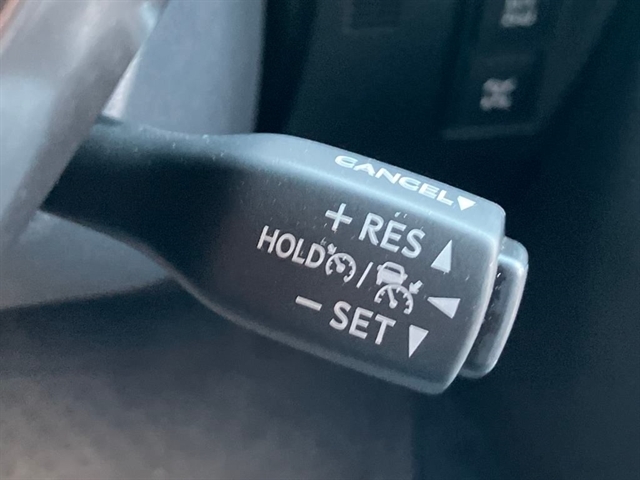 CANCEL▼
+ RES ▲
HOLD /
− SET ▼